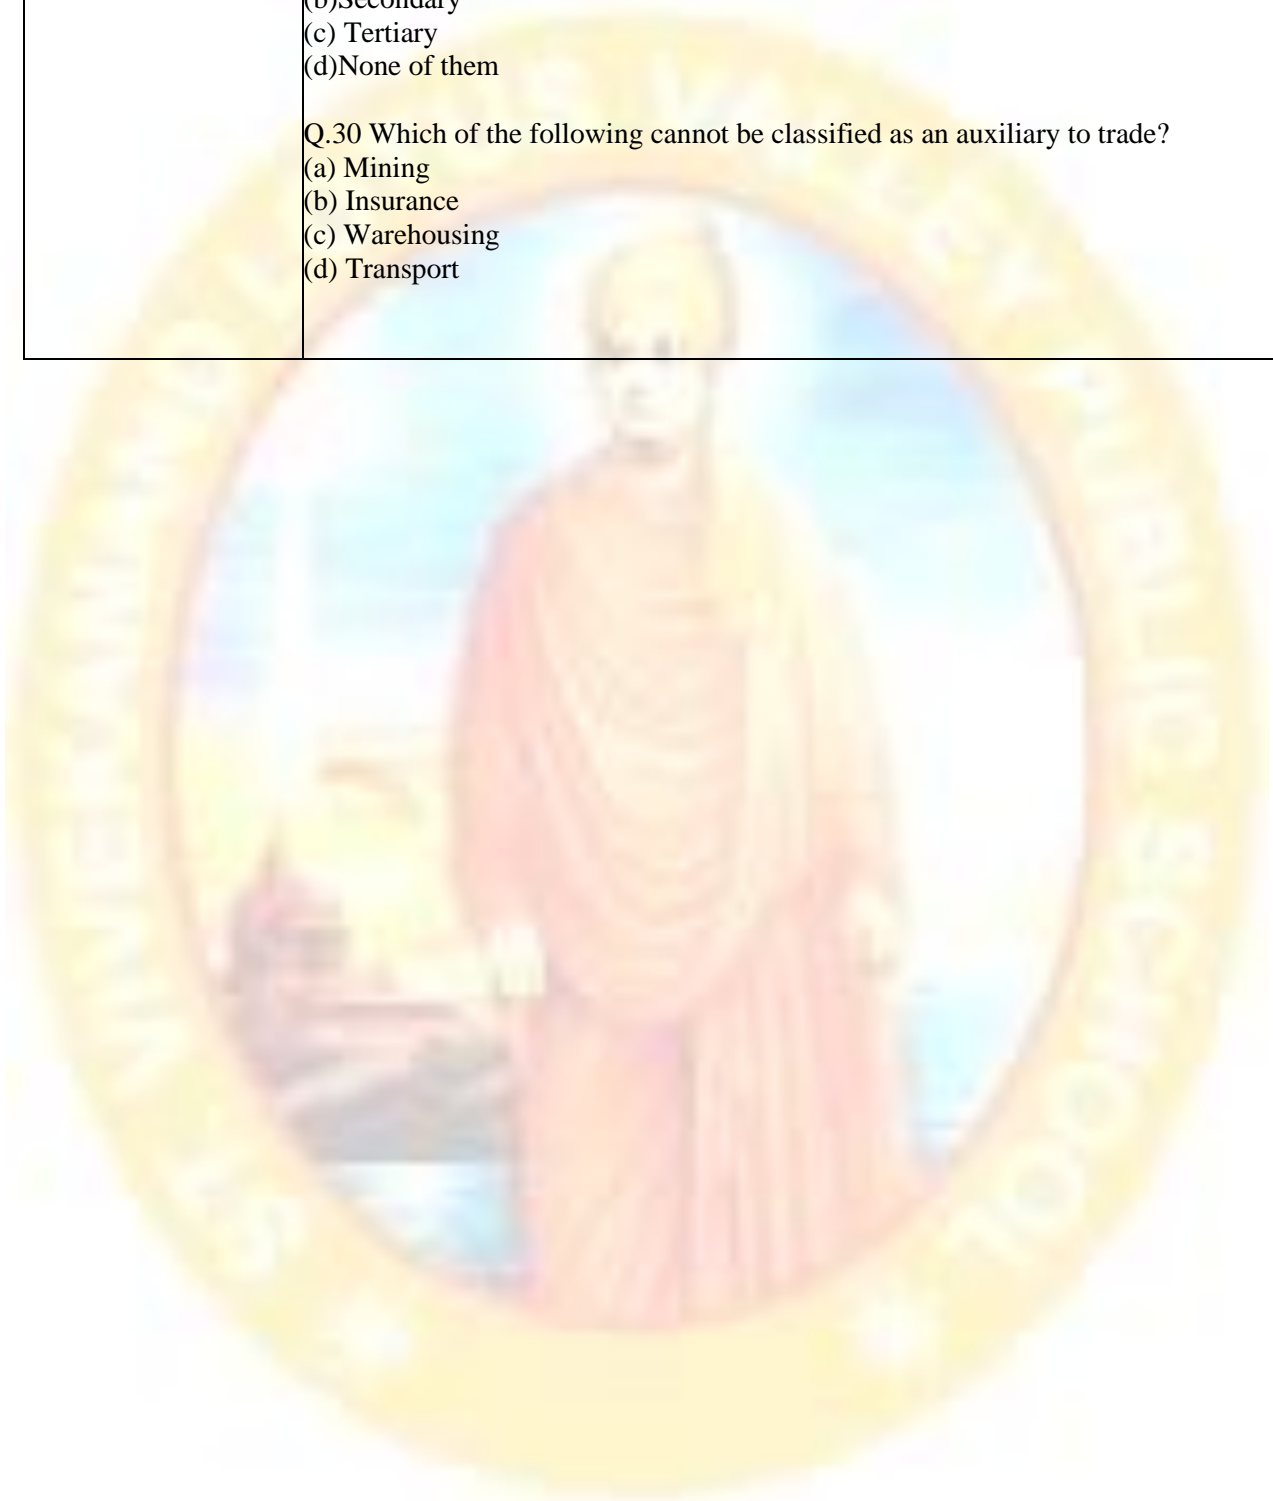 (b)Secondary
(c) Tertiary
(d)None of them
Q.30 Which of the following cannot be classified as an auxiliary to trade?
(a) Mining
(b) Insurance
(c) Warehousing
(d) Transport